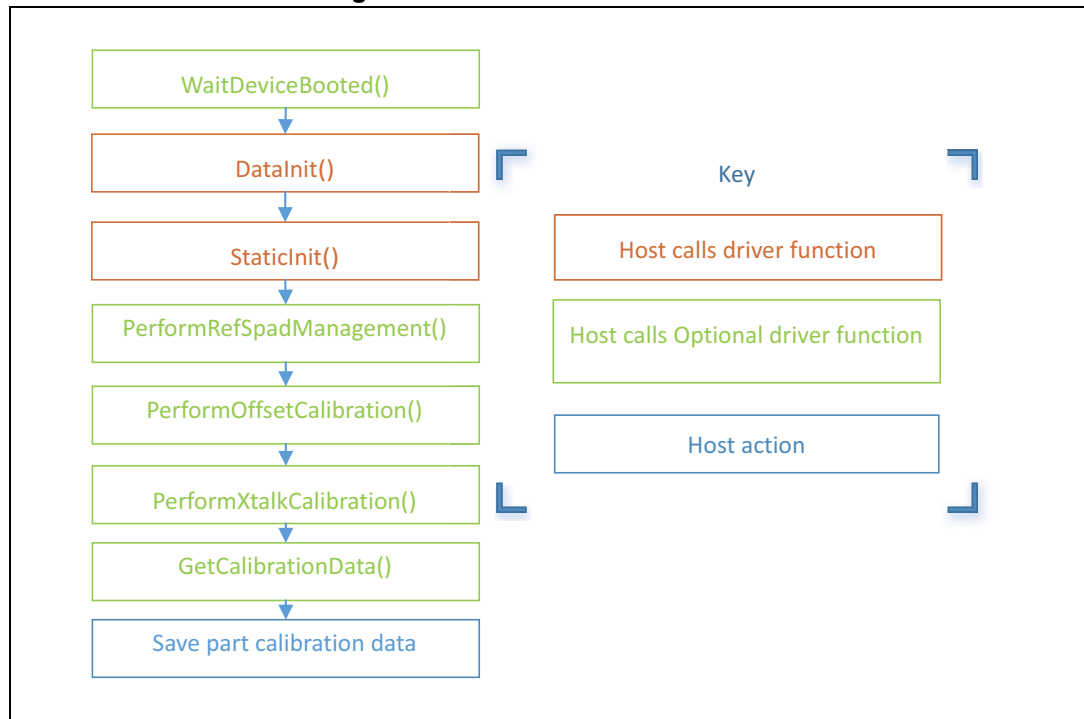 WaitDeviceBooted()
DataInit()
StaticInit()
PerformRefSpadManagement()
PerformOffsetCalibration()
PerformXtalkCalibration()
GetCalibrationData()
Save part calibration data
Key
Host calls driver function
Host calls Optional driver function
Host action